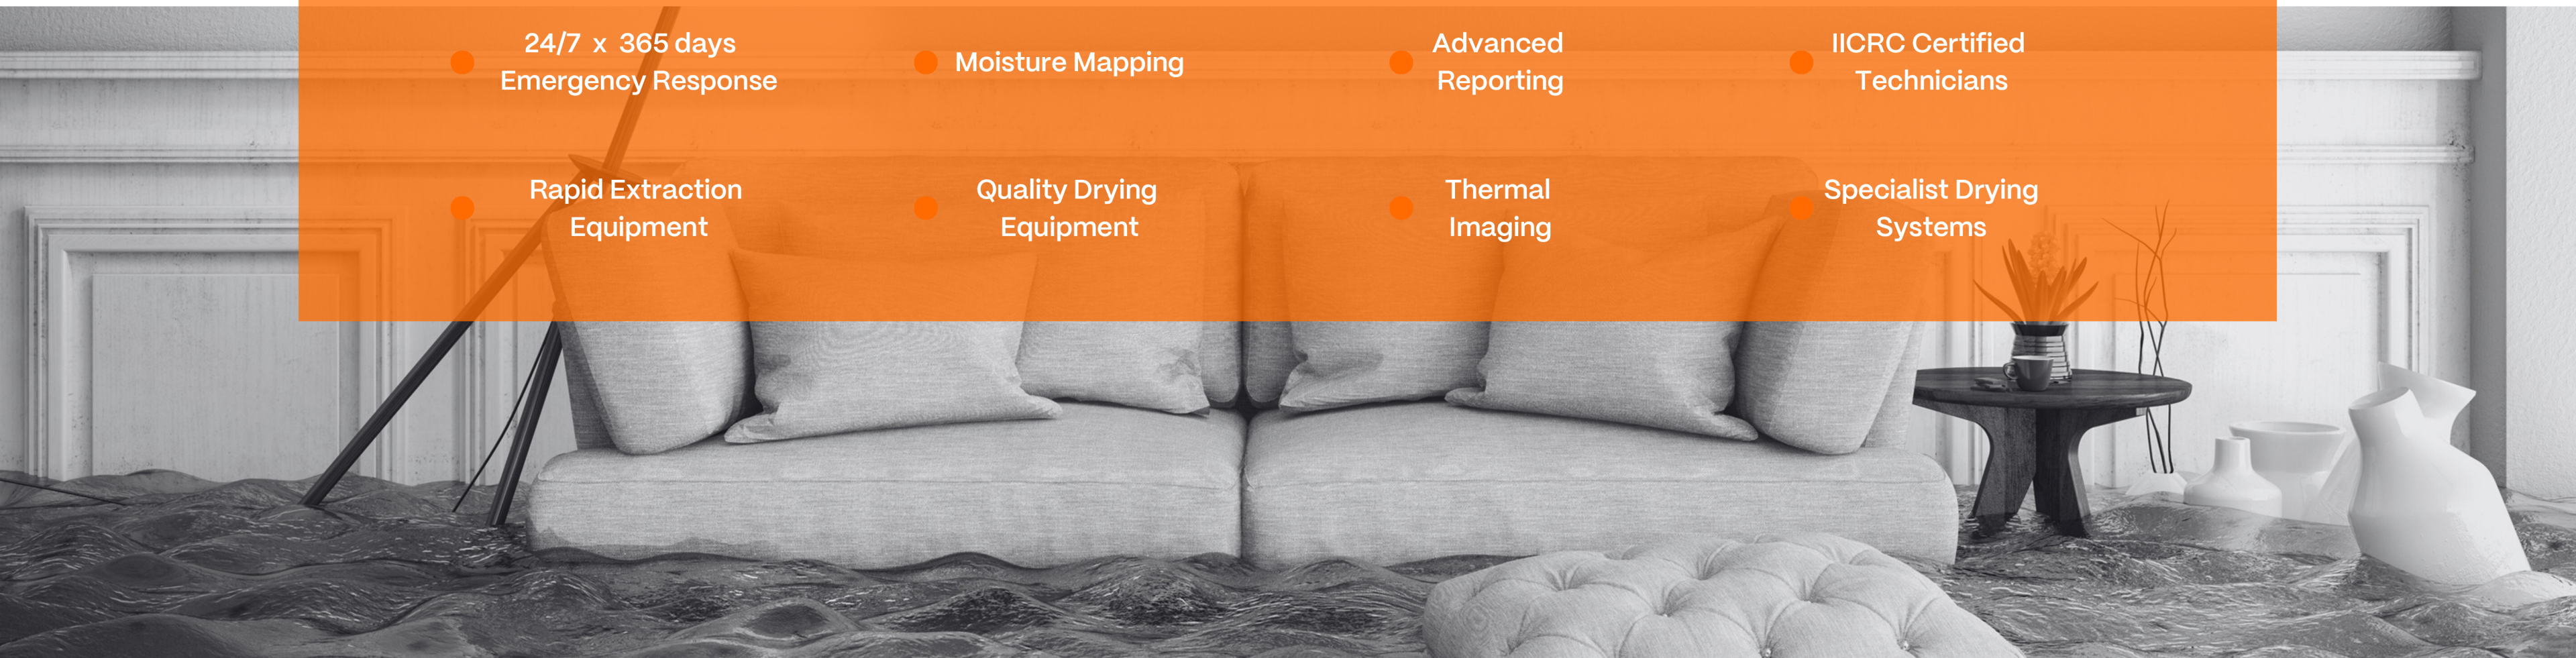 24/7 x 365 days
Emergency Response
Moisture Mapping
Advanced
Reporting
IICRC Certified
Technicians
Rapid Extraction
Equipment
Quality Drying
Equipment
Thermal
Imaging
Specialist Drying
Systems